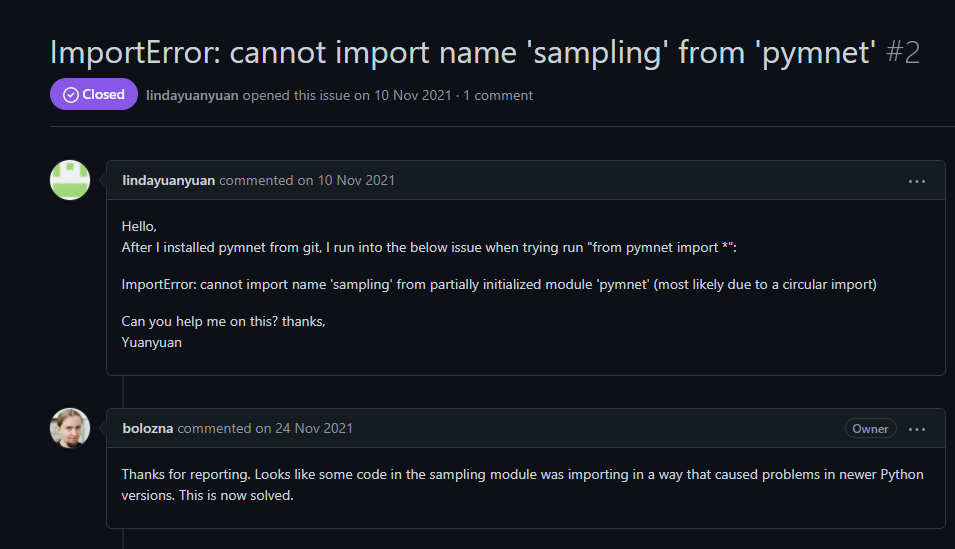 ImportError: cannot import name 'sampling' from 'pymnet' #2
Closed lindayuanyuan opened this issue on 10 Nov 2021 · 1 comment
lindayuanyuan commented on 10 Nov 2021
Hello,
After I installed pymnet from git, I run into the below issue when trying run "from pymnet import *":
ImportError: cannot import name 'sampling' from partially initialized module 'pymnet' (most likely due to a circular import)
Can you help me on this? thanks,
Yuanyuan
bolozna commented on 24 Nov 2021 Owner
Thanks for reporting. Looks like some code in the sampling module was importing in a way that caused problems in newer Python
versions. This is now solved.